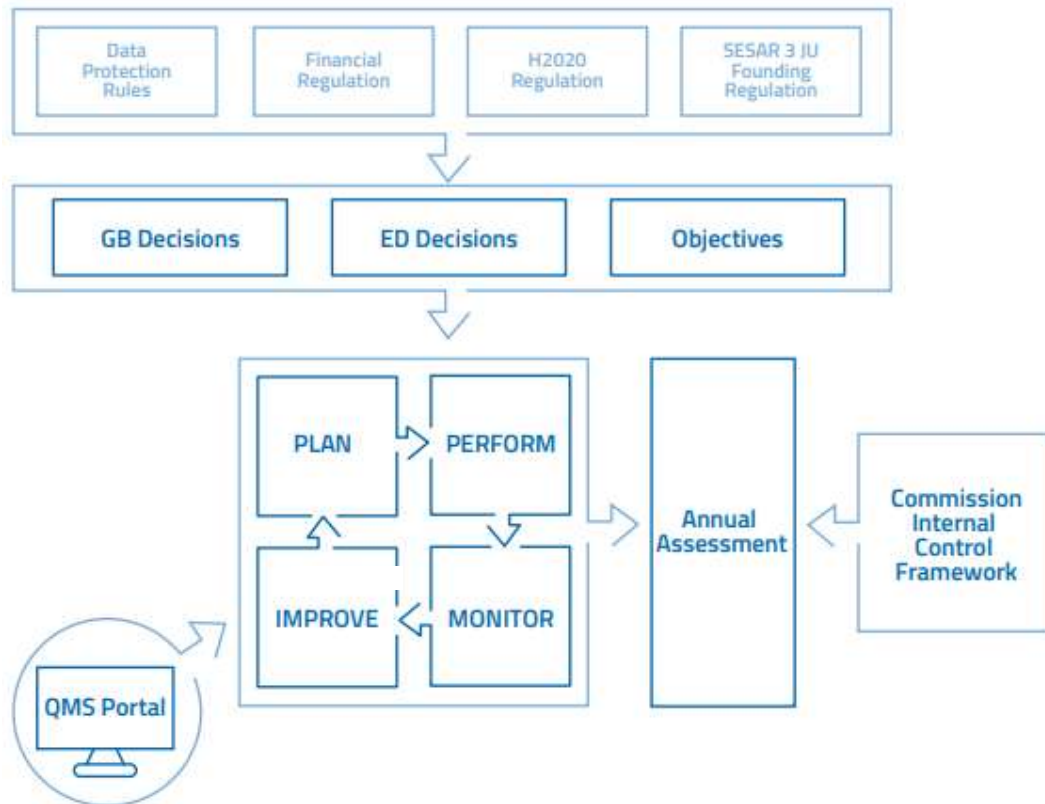 Data
Protection
Rules
Financial
Regulation
H2020
Regulation
SESAR 3 JU
Founding
Regulation
GB Decisions
ED Decisions
Objectives
PLAN
PERFORM
IMPROVE
MONITOR
Annual
Assessment
Commission
Internal
Control
Framework
QMS Portal